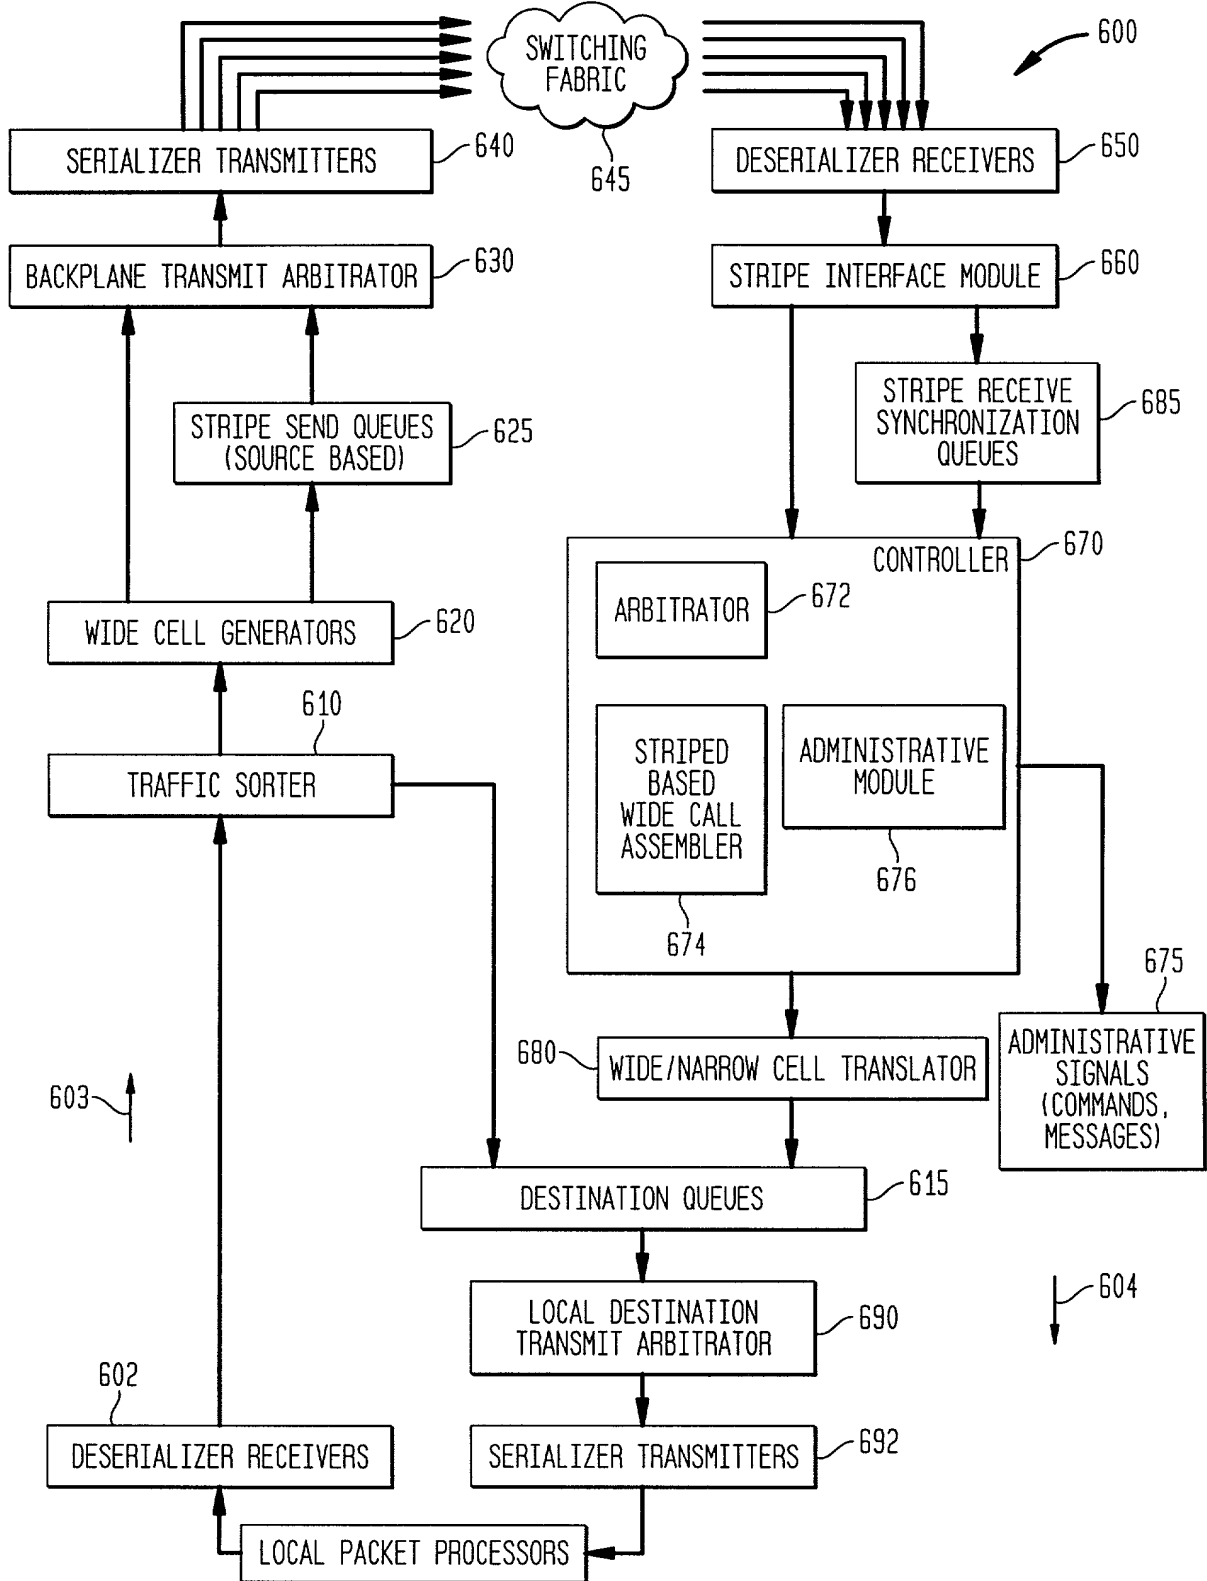 SWITCHING
FABRIC
600
645
SERIALIZER TRANSMITTERS
640
DESERIALIZER RECEIVERS
650
BACKPLANE TRANSMIT ARBITRATOR
630
STRIPE INTERFACE MODULE
660
STRIPE SEND QUEUES
(SOURCE BASED)
625
STRIPE RECEIVE
SYNCHRONIZATION
QUEUES
685
CONTROLLER
670
ARBITRATOR
672
WIDE CELL GENERATORS
620
610
TRAFFIC SORTER
STRIPED
BASED
WIDE CALL
ASSEMBLER
674
ADMINISTRATIVE
MODULE
676
675
ADMINISTRATIVE
SIGNALS
(COMMANDS,
MESSAGES)
680
WIDE/NARROW CELL TRANSLATOR
603
DESTINATION QUEUES
615
604
LOCAL DESTINATION
TRANSMIT ARBITRATOR
690
602
DESERIALIZER RECEIVERS
SERIALIZER TRANSMITTERS
692
LOCAL PACKET PROCESSORS